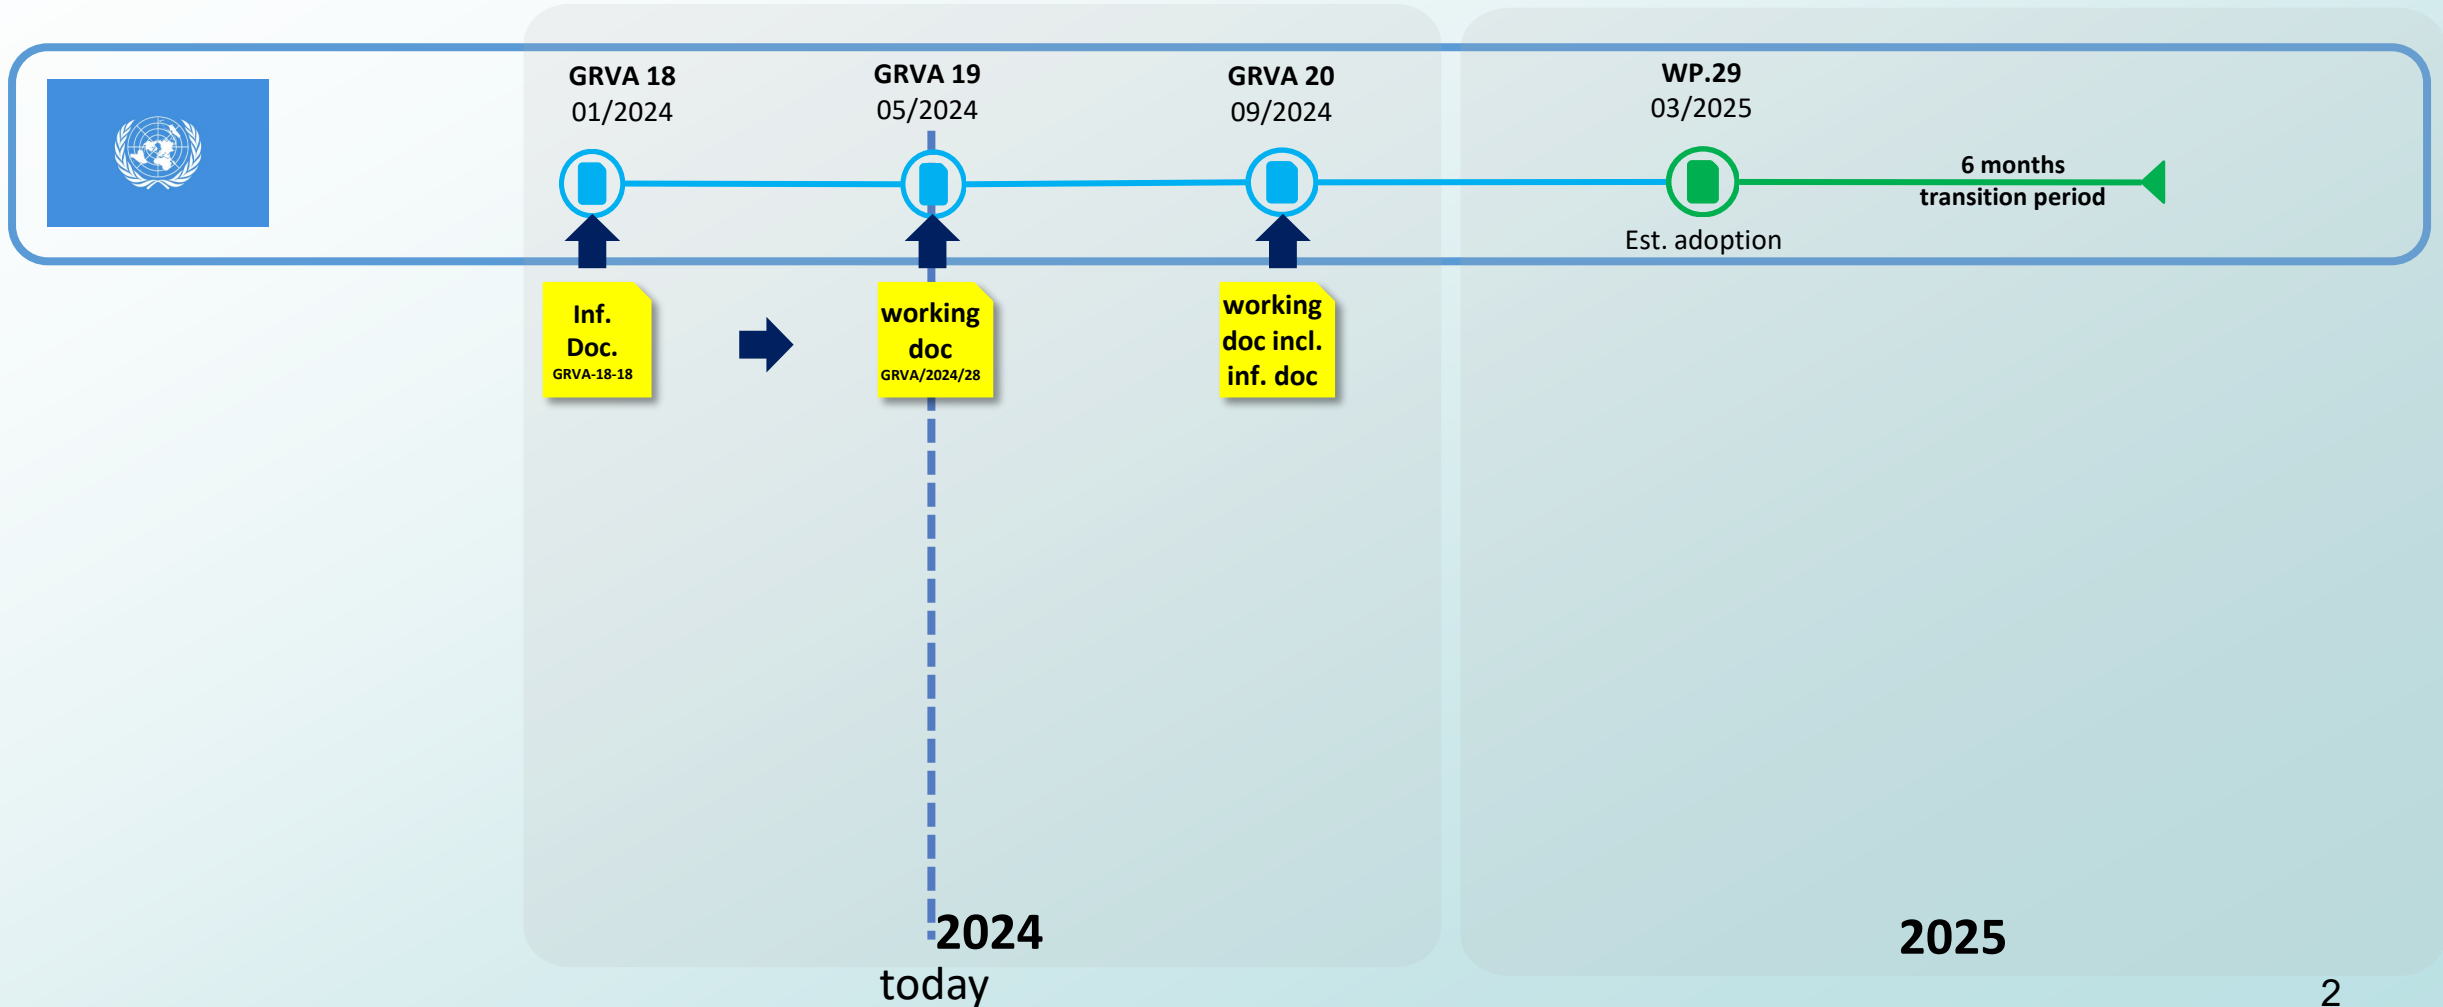 GRVA 18
01/2024
GRVA 19
05/2024
GRVA 20
09/2024
WP.29
03/2025
6 months
transition period
Est. adoption
Inf.
Doc.
GRVA-18-18
working
doc
GRVA/2024/28
working
doc incl.
inf. doc
2024
2025
today
2